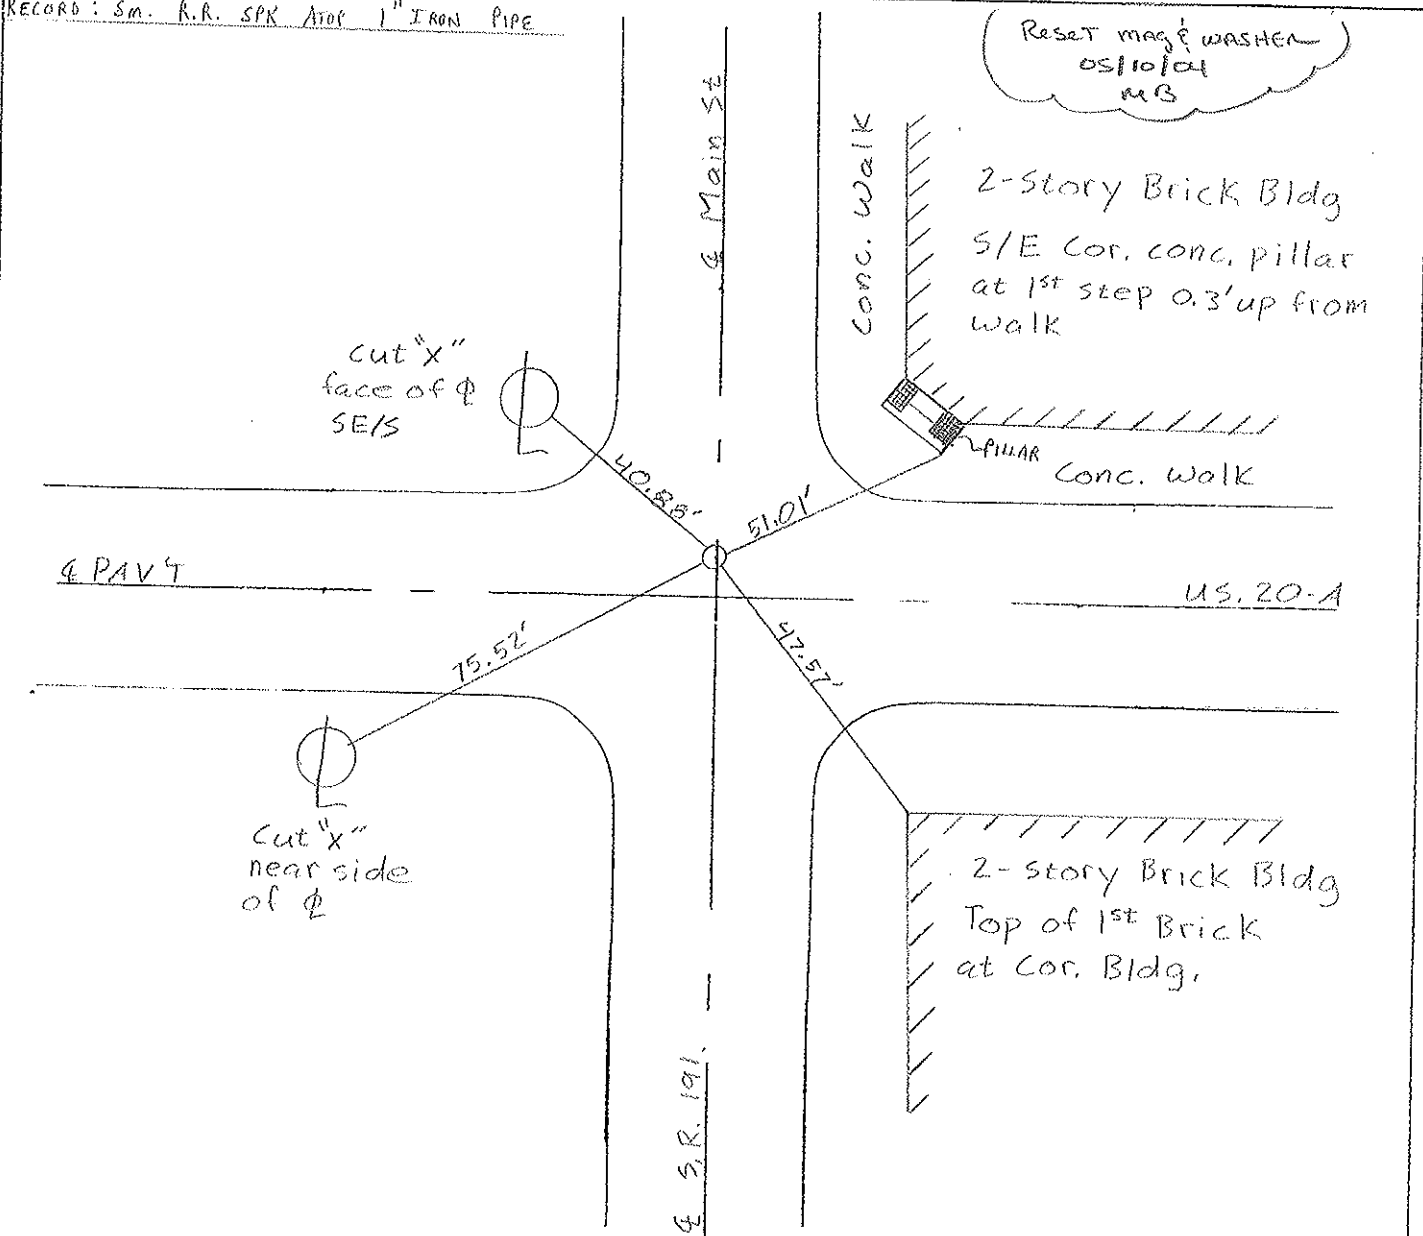 RECORD: SM. R.R. SPK ATOP 1" IRON PIPE
RESET MAG & WASHER
05/10/04
MB
℄ Main St
Conc. Walk
2-Story Brick Bldg
S/E Cor. conc. pillar
at 1st step 0.3' up from
walk
Cut "X"
face of ⌽
SE/S
PILLAR
Conc. Walk
51.01'
℄ PAV'T
US. 20-A
75.52'
47.57'
Cut "X"
near side
of ⌽
2-Story Brick Bldg
Top of 1st Brick
at Cor. Bldg.
℄ S.R. 191.